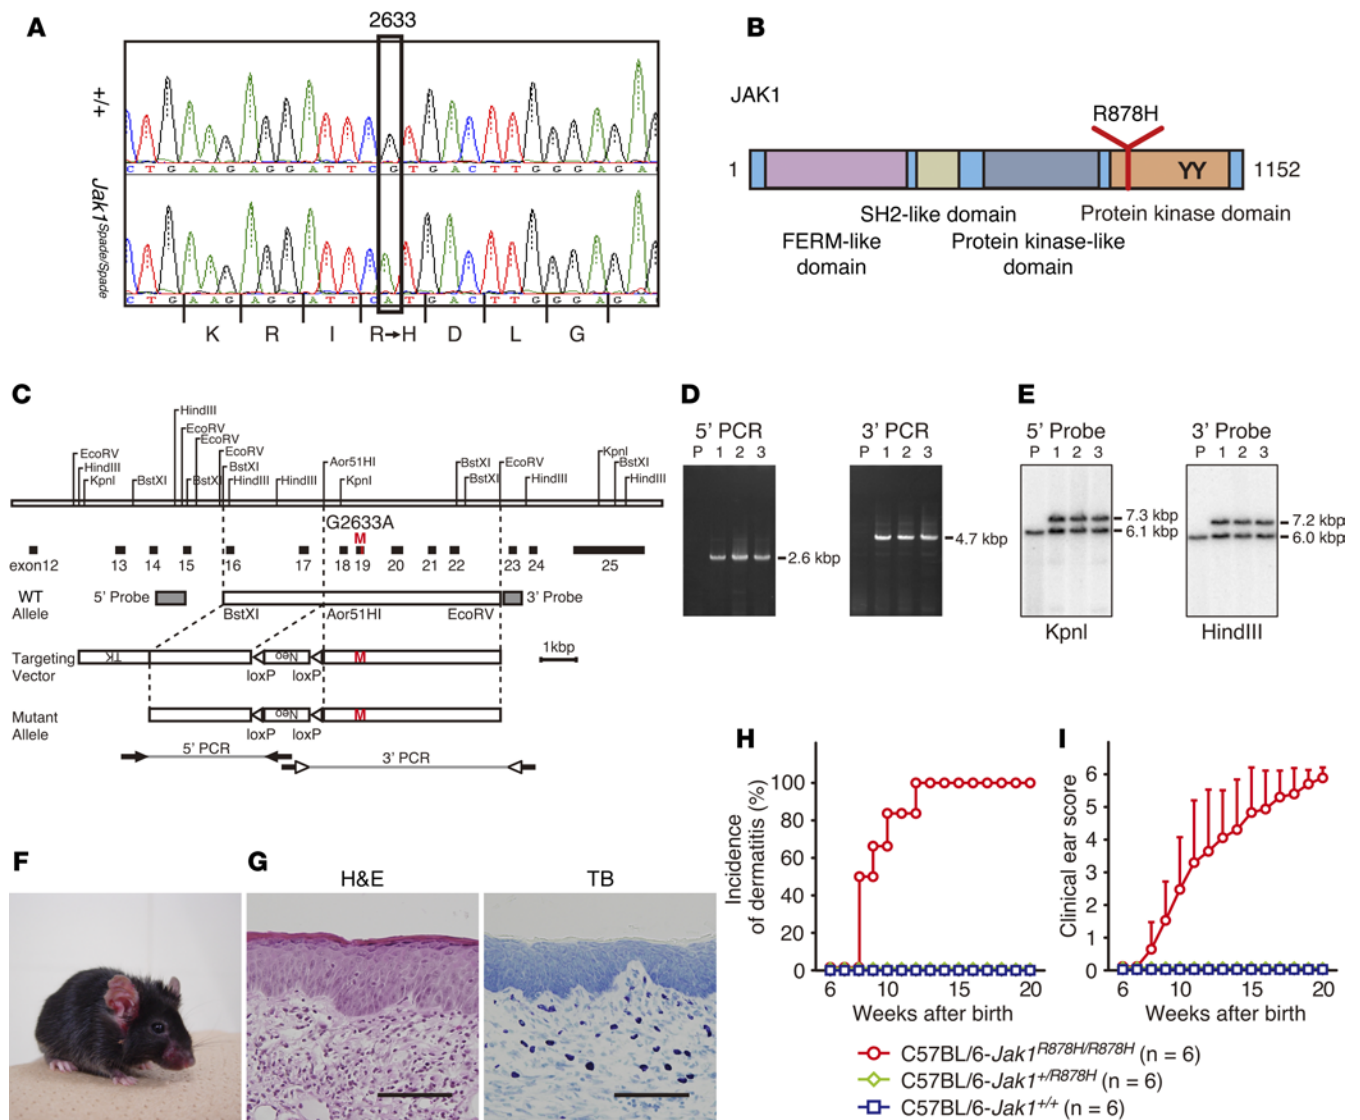 A
2633
+/+
C T G A A G A G G A T T C G T G A C T T G G G A G A
Jak1Spade/Spade
C T G A A G A G G A T T C A T G A C T T G G G A G A
K R I R→H D L G
B
JAK1
R878H
1 YY 1152
SH2-like domain Protein kinase domain
FERM-like domain
Protein kinase-like domain
C
HindIII
EcoRV
EcoRV
EcoRV EcoRV
HindIII BstXI Aor51HI BstXI EcoRV KpnI BstXI
KpnI BstXI BstXI HindIII HindIII KpnI BstXI HindIII HindIII
G2633A
M
exon12 13 14 15 16 17 18 19 20 21 22 23 24 25
WT Allele 5' Probe 3' Probe
BstXI Aor51HI EcoRV
Targeting Vector TK Neo M
loxP loxP
1kbp
Mutant Allele Neo M
loxP loxP
5' PCR
3' PCR
D
5' PCR 3' PCR
P 1 2 3 P 1 2 3
2.6 kbp 4.7 kbp
E
5' Probe 3' Probe
P 1 2 3 P 1 2 3
7.3 kbp 7.2 kbp
6.1 kbp 6.0 kbp
KpnI HindIII
F
G
H&E TB
H
Incidence of dermatitis (%)
100
80
60
40
20
0
6 10 15 20
Weeks after birth
I
Clinical ear score
6
5
4
3
2
1
0
6 10 15 20
Weeks after birth
C57BL/6-Jak1R878H/R878H (n = 6)
C57BL/6-Jak1+/R878H (n = 6)
C57BL/6-Jak1+/+ (n = 6)